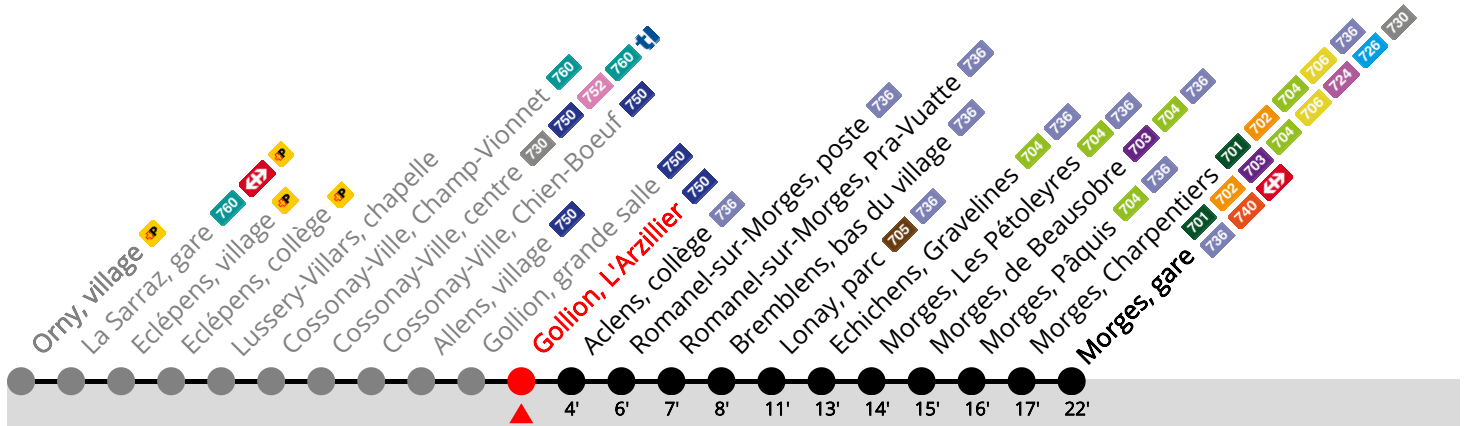 Orny, village P
La Sarraz, gare 760 P
Eclépens, village P
Eclépens, collège P
Lussery-Villars, chapelle
Cossonay-Ville, Champ-Vionnet 760
Cossonay-Ville, centre 730 750 752 760 tl
Cossonay-Ville, Chien-Boeuf 750
Allens, village 750
Gollion, grande salle 750
Gollion, L'Arzillier 750
Aclens, collège 736
Romanel-sur-Morges, poste 736
Romanel-sur-Morges, Pra-Vuatte 736
Bremblens, bas du village 736
Lonay, parc 705 736
Echichens, Gravelines 704 736
Morges, Les Pétoleyres 704 736
Morges, de Beausobre 703 704 736
Morges, Pâquis 704 736
Morges, Charpentiers 701 702 704 706 736
Morges, gare 701 702 703 704 706 724 726 730
736 740
4' 6' 7' 8' 11' 13' 14' 15' 16' 17' 22'